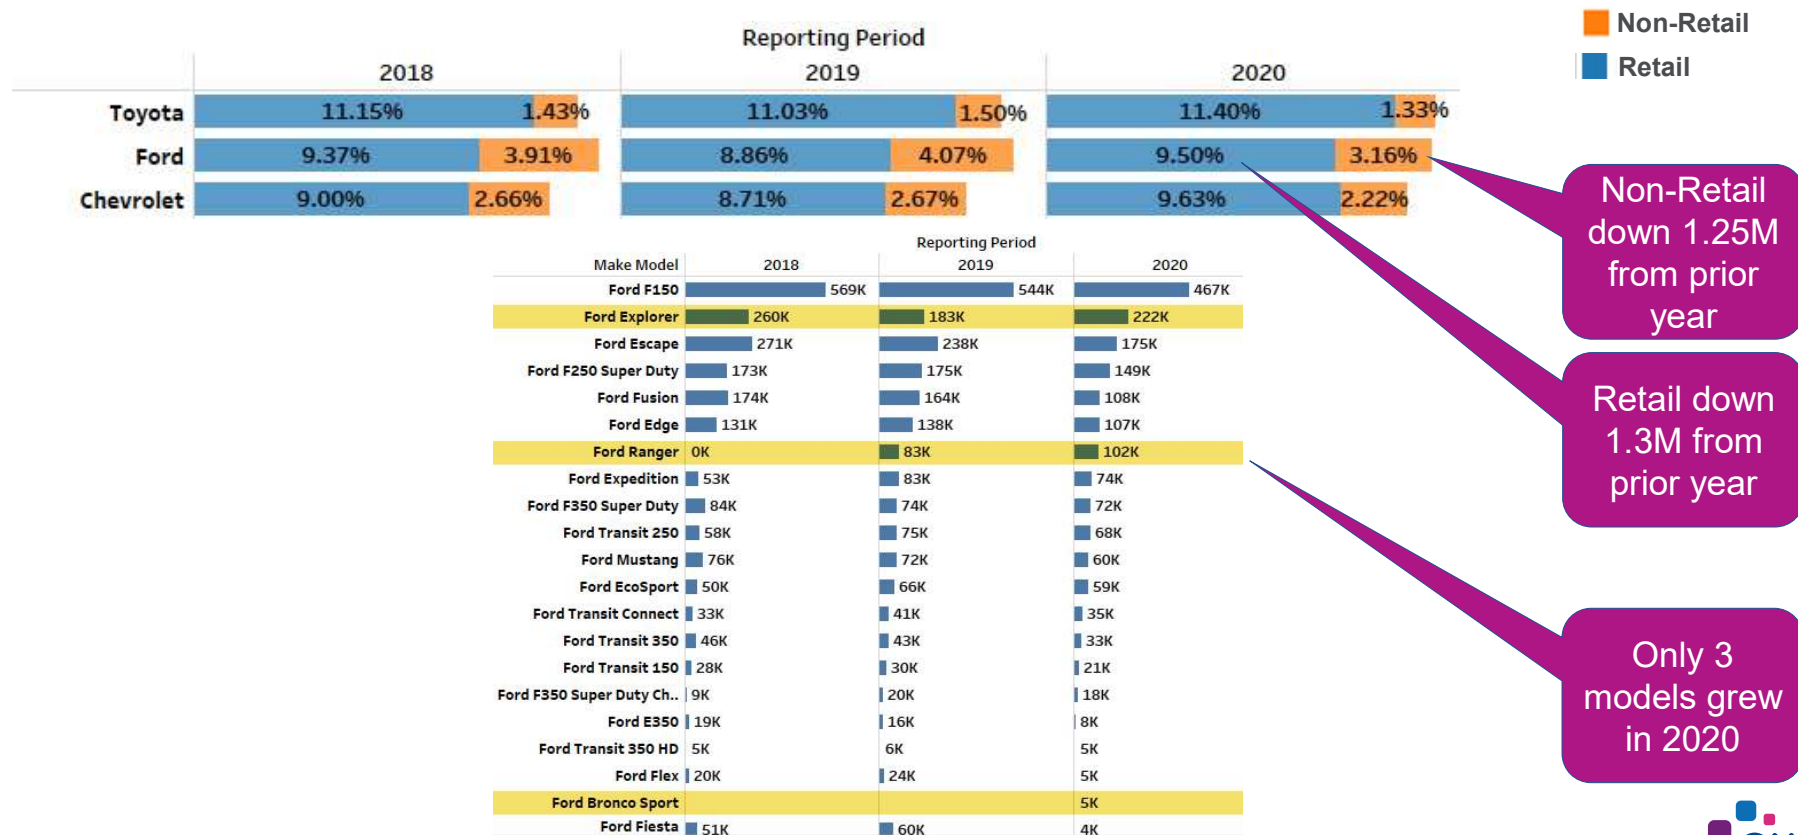 Non-Retail
Retail
Reporting Period
2018 2019 2020
Toyota 11.15% 1.43% 11.03% 1.50% 11.40% 1.33%
Ford 9.37% 3.91% 8.86% 4.07% 9.50% 3.16%
Chevrolet 9.00% 2.66% 8.71% 2.67% 9.63% 2.22%
Non-Retail
down 1.25M
from prior
year
Retail down
1.3M from
prior year
Only 3
models grew
in 2020
Reporting Period
Make Model 2018 2019 2020
Ford F150 569K 544K 467K
Ford Explorer 260K 183K 222K
Ford Escape 271K 238K 175K
Ford F250 Super Duty 173K 175K 149K
Ford Fusion 174K 164K 108K
Ford Edge 131K 138K 107K
Ford Ranger 0K 83K 102K
Ford Expedition 53K 83K 74K
Ford F350 Super Duty 84K 74K 72K
Ford Transit 250 58K 75K 68K
Ford Mustang 76K 72K 60K
Ford EcoSport 50K 66K 59K
Ford Transit Connect 33K 41K 35K
Ford Transit 350 46K 43K 33K
Ford Transit 150 28K 30K 21K
Ford F350 Super Duty Ch.. 9K 20K 18K
Ford E350 19K 16K 8K
Ford Transit 350 HD 5K 6K 5K
Ford Flex 20K 24K 5K
Ford Bronco Sport 5K
Ford Fiesta 51K 60K 4K